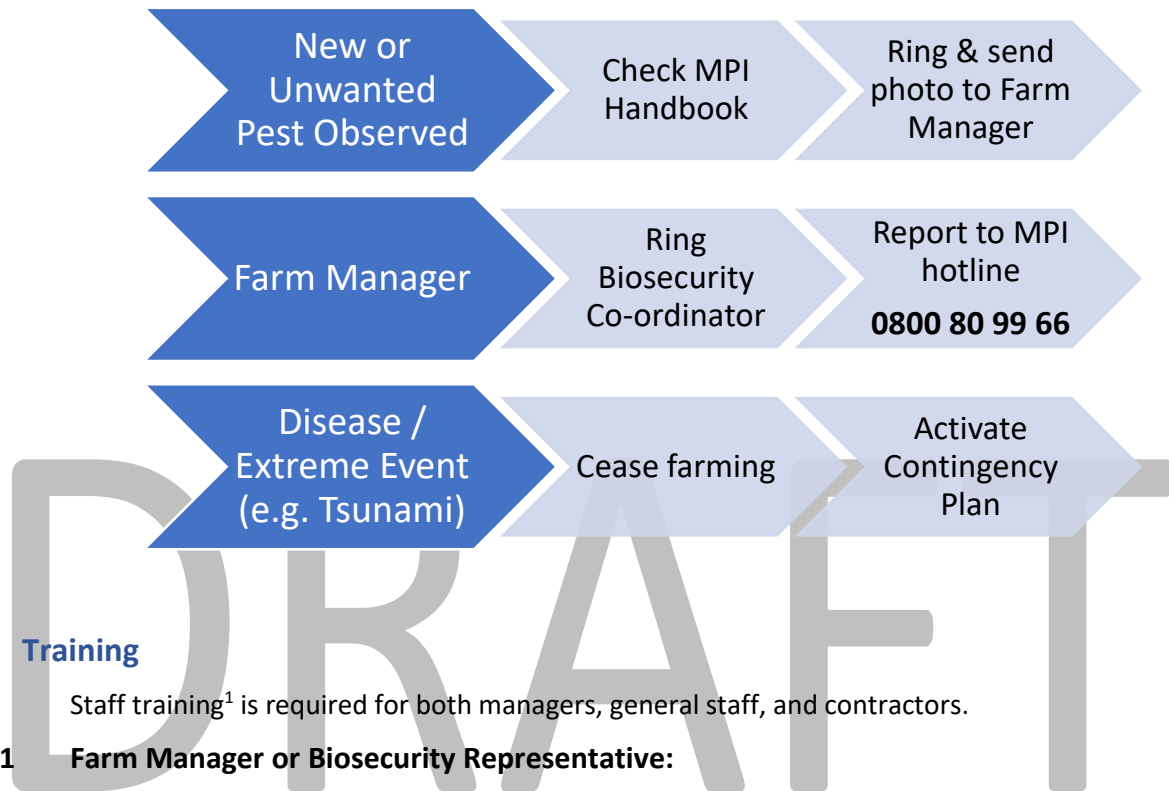 New or
Unwanted
Pest Observed
Check MPI
Handbook
Ring & send
photo to Farm
Manager
Farm Manager
Ring
Biosecurity
Co-ordinator
Report to MPI
hotline
0800 80 99 66
Disease /
Extreme Event
(e.g. Tsunami)
Cease farming
Activate
Contingency
Plan
DRAFT
Training
Staff training¹ is required for both managers, general staff, and contractors.
1 Farm Manager or Biosecurity Representative: